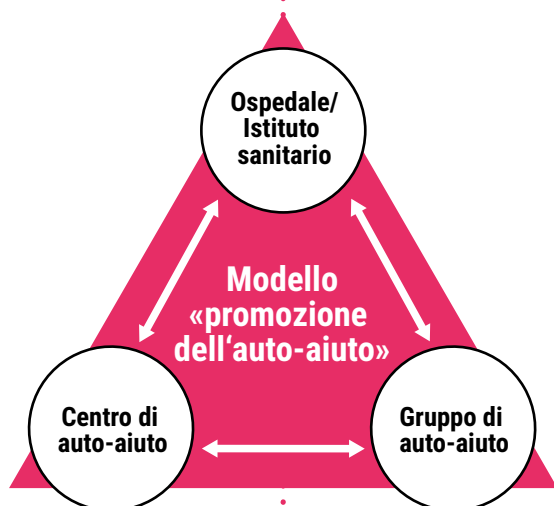 Ospedale/
Istituto
sanitario
Modello
«promozione
dell‘auto-aiuto»
Centro di
auto-aiuto
Gruppo di
auto-aiuto